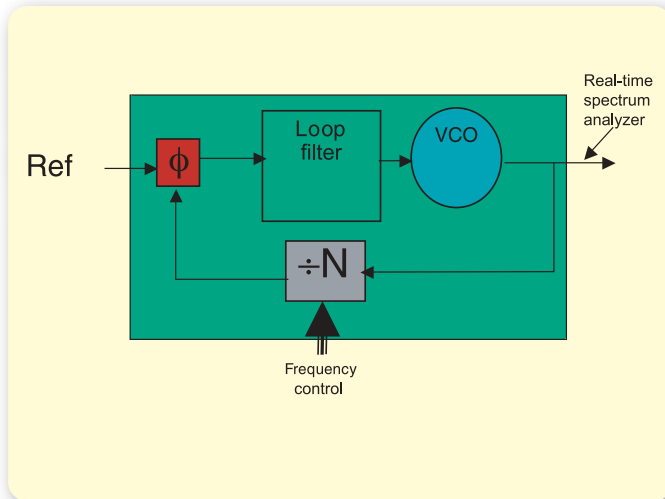 Real-time
spectrum
analyzer
Loop
filter
VCO
Ref
ϕ
÷N
Frequency
control